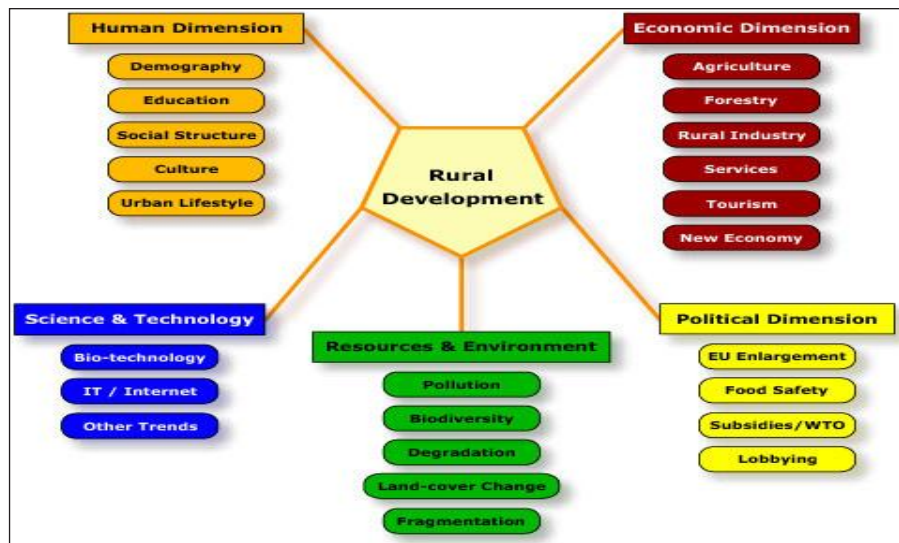 Human Dimension
Demography
Education
Social Structure
Culture
Urban Lifestyle
Economic Dimension
Agriculture
Forestry
Rural Industry
Services
Tourism
New Economy
Rural
Development
Science & Technology
Bio-technology
IT / Internet
Other Trends
Resources & Environment
Pollution
Biodiversity
Degradation
Land-cover Change
Fragmentation
Political Dimension
EU Enlargement
Food Safety
Subsidies/WTO
Lobbying